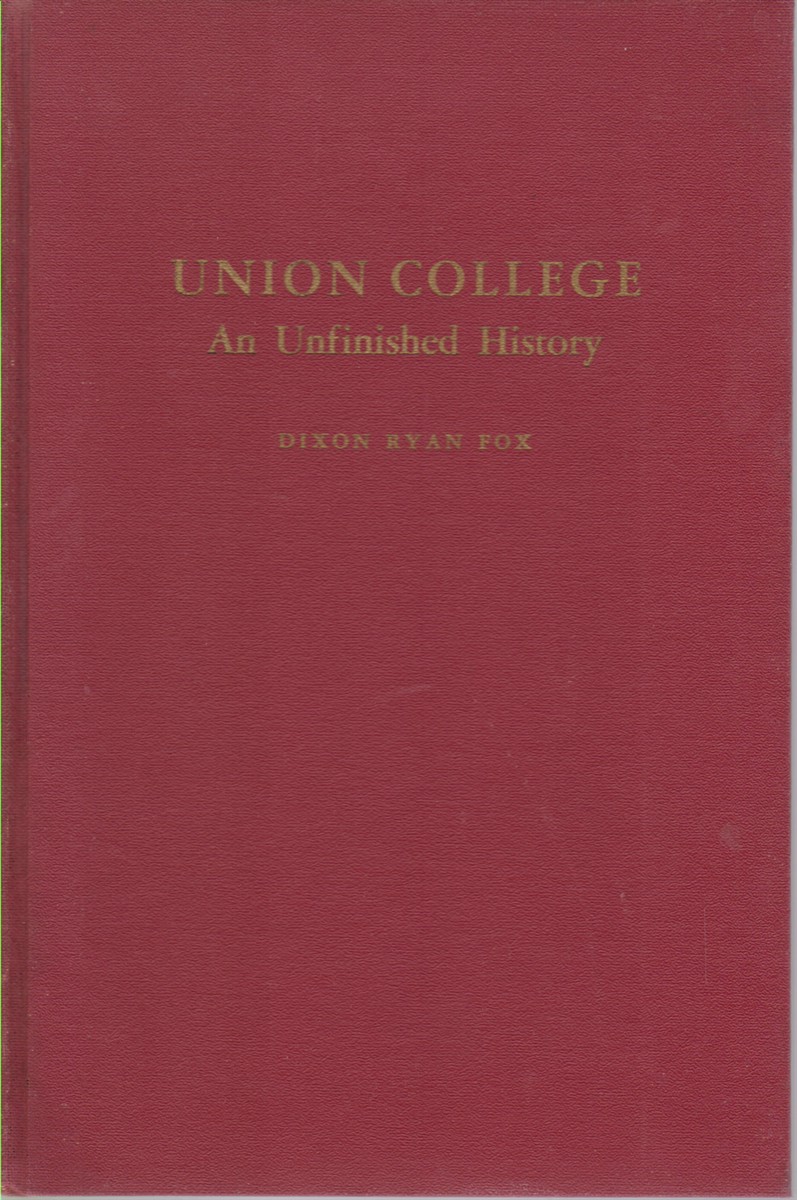 UNION COLLEGE
An Unfinished History
DIXON RYAN FOX